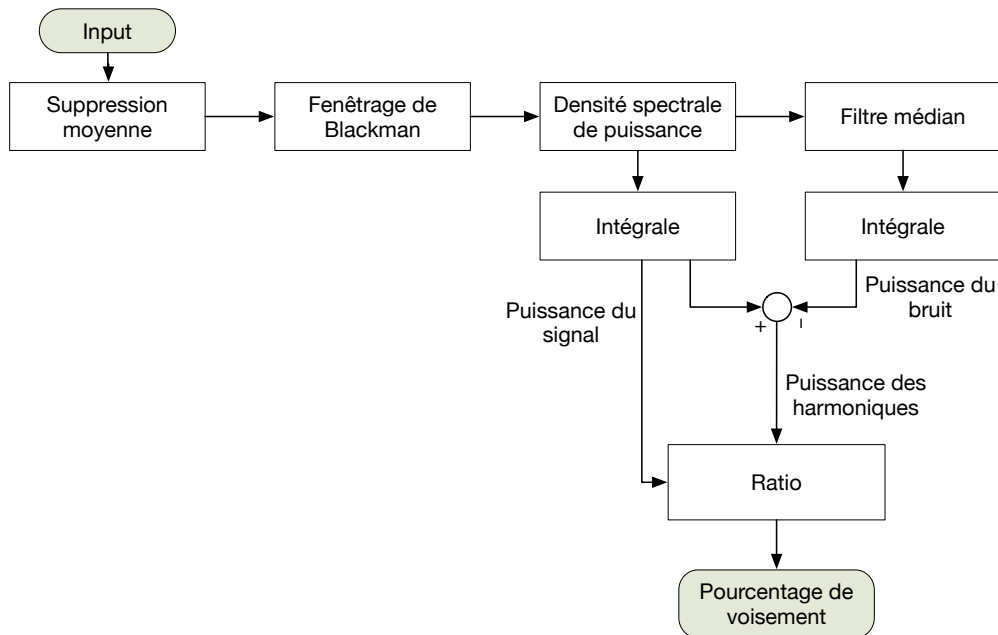 Input
Suppression
moyenne
Fenêtrage de
Blackman
Densité spectrale
de puissance
Filtre médian
Intégrale
Intégrale
Puissance du
signal
Puissance du
bruit
+
-
Puissance des
harmoniques
Ratio
Pourcentage de
voisement